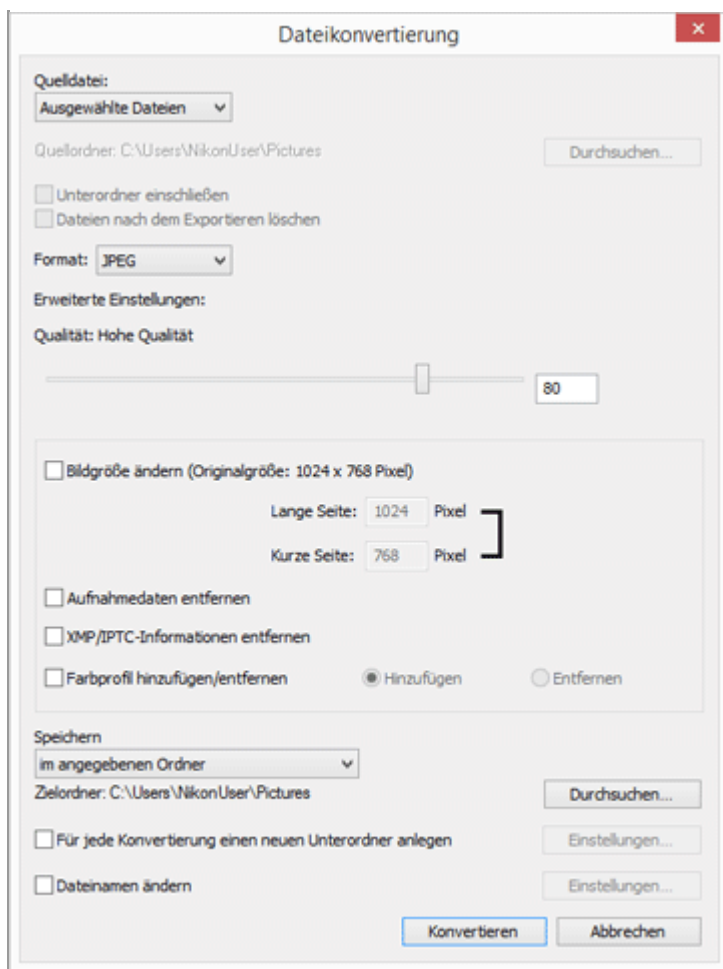 Dateikonvertierung
Quelldatei:
Ausgewählte Dateien
Quellordner: C:\Users\NikonUser\Pictures
Durchsuchen...
Unterordner einschließen
Dateien nach dem Exportieren löschen
Format: JPEG
Erweiterte Einstellungen:
Qualität: Hohe Qualität
80
Bildgröße ändern (Originalgröße: 1024 x 768 Pixel)
Lange Seite: 1024 Pixel
Kurze Seite: 768 Pixel
Aufnahmedaten entfernen
XMP/IPTC-Informationen entfernen
Farbprofil hinzufügen/entfernen Hinzufügen Entfernen
Speichern
im angegebenen Ordner
Zielordner: C:\Users\NikonUser\Pictures Durchsuchen...
Für jede Konvertierung einen neuen Unterordner anlegen Einstellungen...
Dateinamen ändern Einstellungen...
Konvertieren Abbrechen